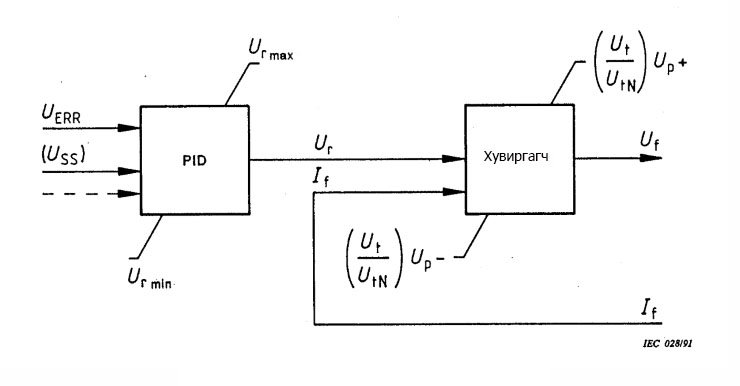 U_r max
(U_t / U_tN) U_p +
U_ERR
(U_SS)
PID
U_r
Хувиргагч
U_f
I_f
U_r min
(U_t / U_tN) U_p −
I_f
IEC 028/91